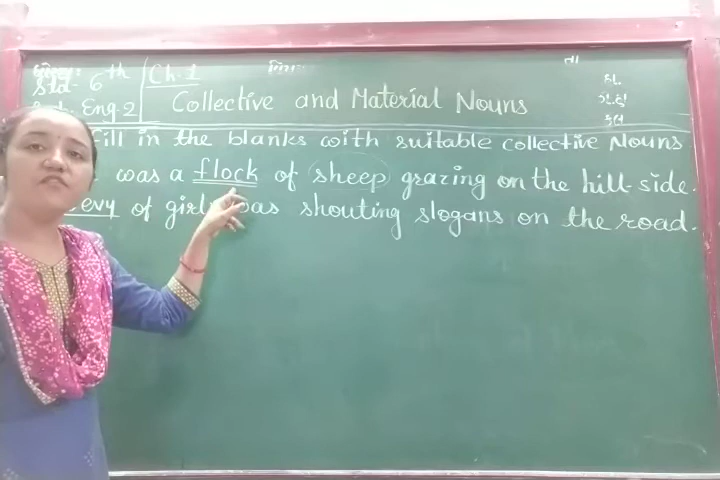 Std- 6th Ch.1
Eng-2 Collective and Material Nouns
Fill in the blanks with suitable collective Nouns
was a flock of sheep grazing on the hill-side.
evy of girls was shouting slogans on the road.